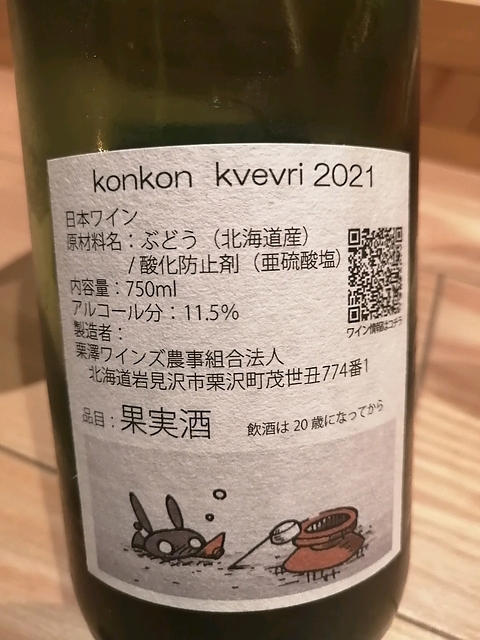 konkon kvevri 2021
日本ワイン
原材料名：ぶどう（北海道産）
/ 酸化防止剤（亜硫酸塩）
内容量：750ml
アルコール分：11.5%
製造者：
栗澤ワインズ農事組合法人
北海道岩見沢市栗沢町茂世丑774番1
ワイン情報はコチラ
品目：果実酒
飲酒は20歳になってから